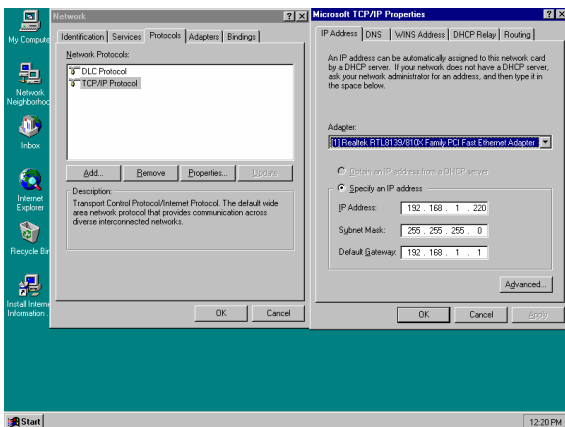 My Compute
Network
Neighborhoo
Inbox
Internet
Explorer
Recycle Bin
Install Interne
Information .
Network
Identification
Services
Protocols
Adapters
Bindings
Network Protocols:
DLC Protocol
TCP/IP Protocol
Add...
Remove
Properties...
Update
Description:
Transport Control Protocol/Internet Protocol. The default wide
area network protocol that provides communication across
diverse interconnected networks.
OK
Cancel
Microsoft TCP/IP Properties
IP Address
DNS
WINS Address
DHCP Relay
Routing
An IP address can be automatically assigned to this network card
by a DHCP server. If your network does not have a DHCP server,
ask your network administrator for an address, and then type it in
the space below.
Adapter:
[1] Realtek RTL8139/810X Family PCI Fast Ethernet Adapter
Obtain an IP address from a DHCP server
Specify an IP address
IP Address: 192 . 168 . 1 . 220
Subnet Mask: 255 . 255 . 255 . 0
Default Gateway: 192 . 168 . 1 . 1
Advanced...
OK
Cancel
Apply
Start
12:20 PM